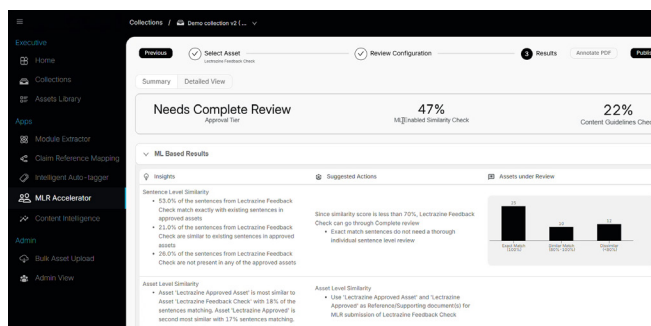 Collections / Demo collection v2 ( ...
Executive
Home
Collections
Assets Library
Apps
Module Extractor
Claim Reference Mapping
Intelligent Auto-tagger
MLR Accelerator
Content Intelligence
Admin
Bulk Asset Upload
Admin View
Previous
Select Asset
Lectrazine Feedback Check
Review Configuration
3 Results
Annotate PDF
Publis
Summary Detailed View
Needs Complete Review
Approval Tier
47%
ML Enabled Similarity Check
22%
Content Guidelines Chec
ML Based Results
Insights
Suggested Actions
Assets under Review
Sentence Level Similarity
• 53.0% of the sentences from Lectrazine Feedback
Check match exactly with existing sentences in
approved assets
• 21.0% of the sentences from Lectrazine Feedback
Check are similar to existing sentences in approved
assets
• 26.0% of the sentences from Lectrazine Feedback
Check are not present in any of the approved assets
Since similarity score is less than 70%, Lectrazine Feedback
Check can go through Complete review
• Exact match sentences do not need a thorough
individual sentence level review
Exact Match
Similar Match
Dissimilar
Asset Level Similarity
• Asset 'Lectrazine Approved Asset' is most similar to
Asset 'Lectrazine Feedback Check' with 18% of the
sentences matching. Asset 'Lectrazine Approved' is
second most similar with 17% sentences matching.
Asset Level Similarity
• Use 'Lectrazine Approved Asset' and 'Lectrazine
Approved' as Reference/Supporting document(s) for
MLR submission of Lectrazine Feedback Check